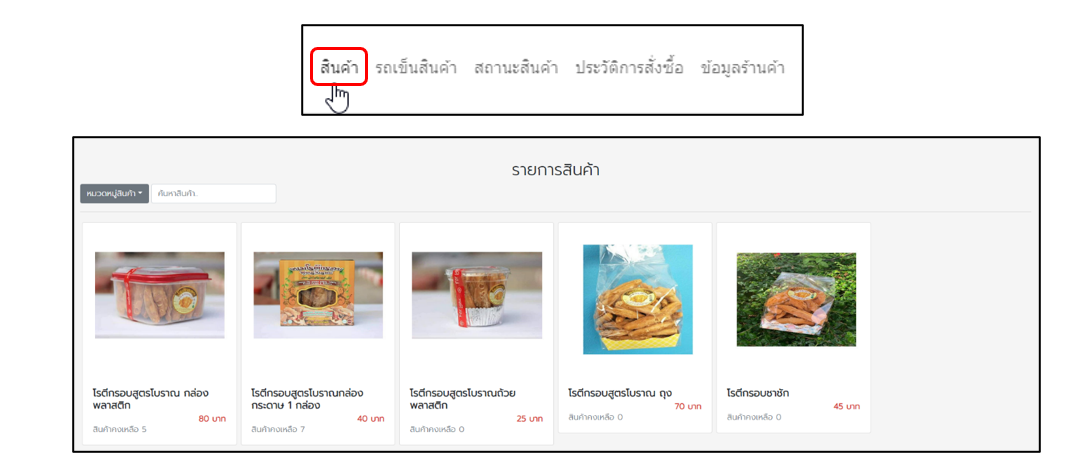 สินค้า รถเข็นสินค้า สถานะสินค้า ประวัติการสั่งซื้อ ข้อมูลร้านค้า
รายการสินค้า
หมวดหมู่สินค้า ค้นหาสินค้า..
โรตีกรอบสูตรโบราณ กล่อง
พลาสติก
80 บาท
สินค้าคงเหลือ 5
โรตีกรอบสูตรโบราณกล่อง
กระดาษ 1 กล่อง
40 บาท
สินค้าคงเหลือ 7
โรตีกรอบสูตรโบราณถ้วย
พลาสติก
25 บาท
สินค้าคงเหลือ 0
โรตีกรอบสูตรโบราณ ถุง
70 บาท
สินค้าคงเหลือ 0
โรตีกรอบชาชัก
45 บาท
สินค้าคงเหลือ 0